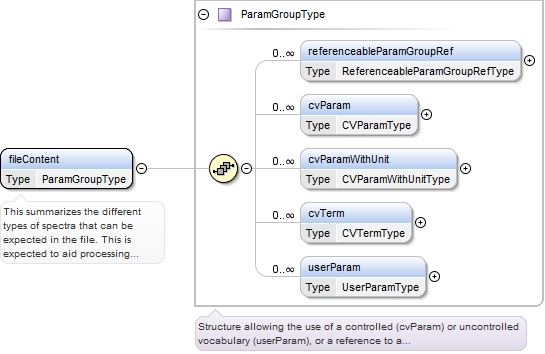 ParamGroupType
0..∞
referenceableParamGroupRef
Type ReferenceableParamGroupRefType
0..∞
cvParam
Type CVParamType
fileContent
Type ParamGroupType
0..∞
cvParamWithUnit
Type CVParamWithUnitType
This summarizes the different
types of spectra that can be
expected in the file. This is
expected to aid processing...
0..∞
cvTerm
Type CVTermType
0..∞
userParam
Type UserParamType
Structure allowing the use of a controlled (cvParam) or uncontrolled
vocabulary (userParam), or a reference to a...